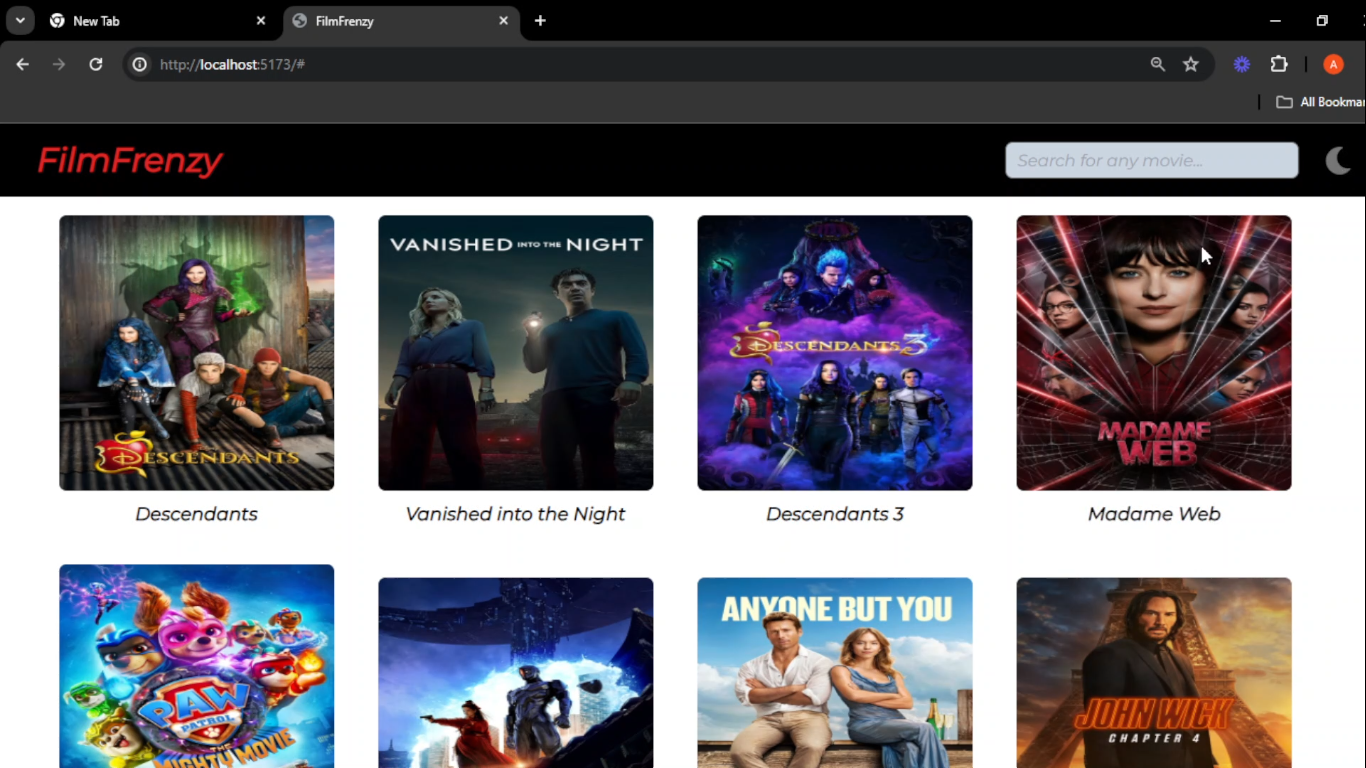 New Tab
FilmFrenzy
http://localhost:5173/#
A
All Bookmar
FilmFrenzy
Search for any movie...
DESCENDANTS
VANISHED INTO THE NIGHT
DESCENDANTS 3
MADAME
WEB
Descendants
Vanished into the Night
Descendants 3
Madame Web
PAW
PATROL
THE
MIGHTY MOVIE
ANYONE BUT YOU
JOHN WICK
CHAPTER 4